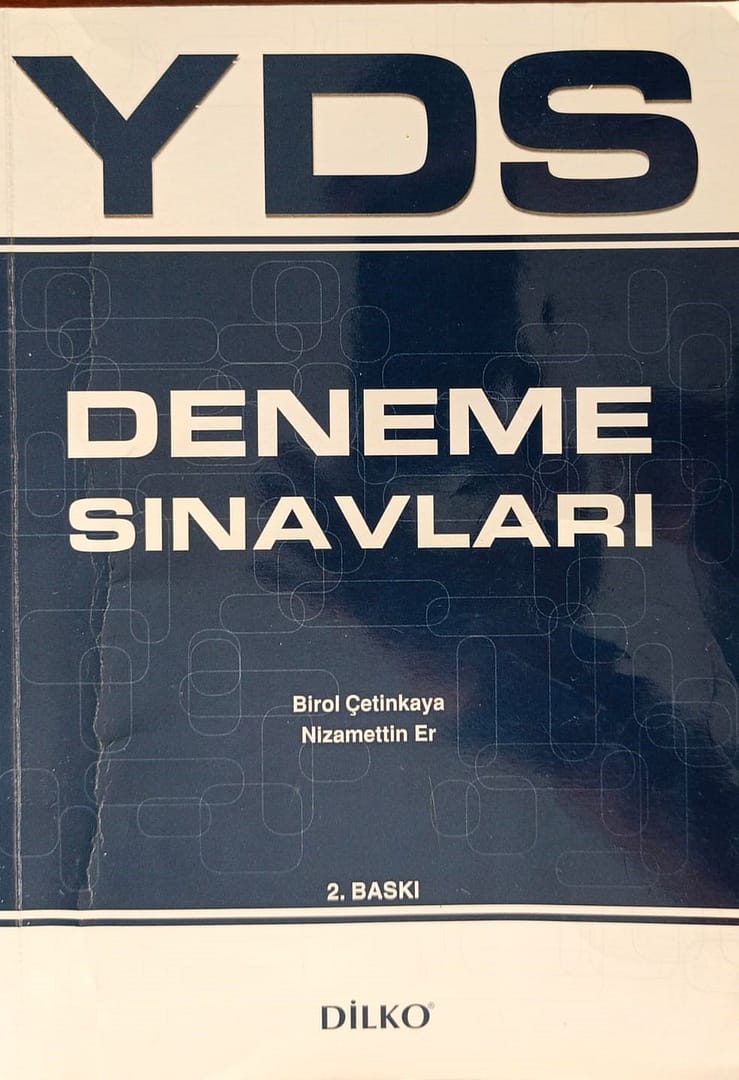 YDS
DENEME
SINAVLARI
Birol Çetinkaya
Nizamettin Er
2. BASKI
DİLKO®